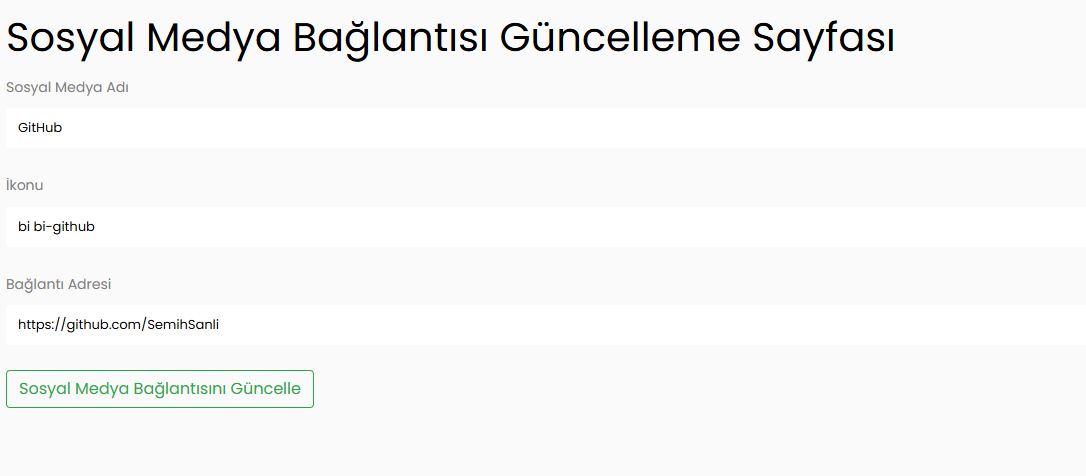 Sosyal Medya Bağlantısı Güncelleme Sayfası
Sosyal Medya Adı
GitHub
İkonu
bi bi-github
Bağlantı Adresi
https://github.com/SemihSanli
Sosyal Medya Bağlantısını Güncelle